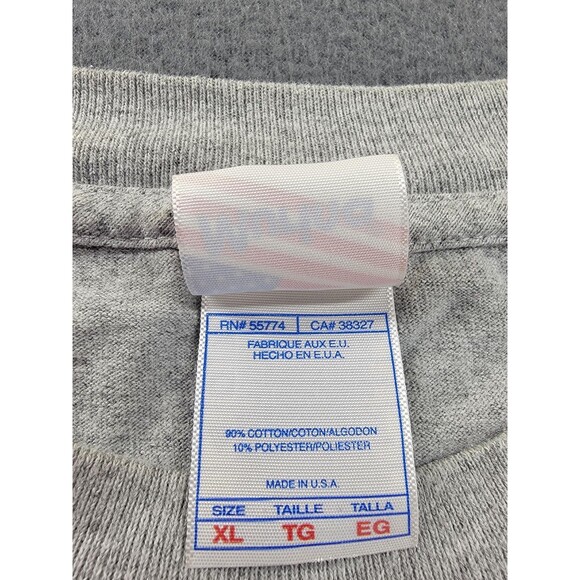 RN# 55774 CA# 38327
FABRIQUE AUX E.U.
HECHO EN E.U.A.
90% COTTON/COTON/ALGODON
10% POLYESTER/POLIESTER
MADE IN U.S.A.
SIZE TAILLE TALLA
XL TG EG